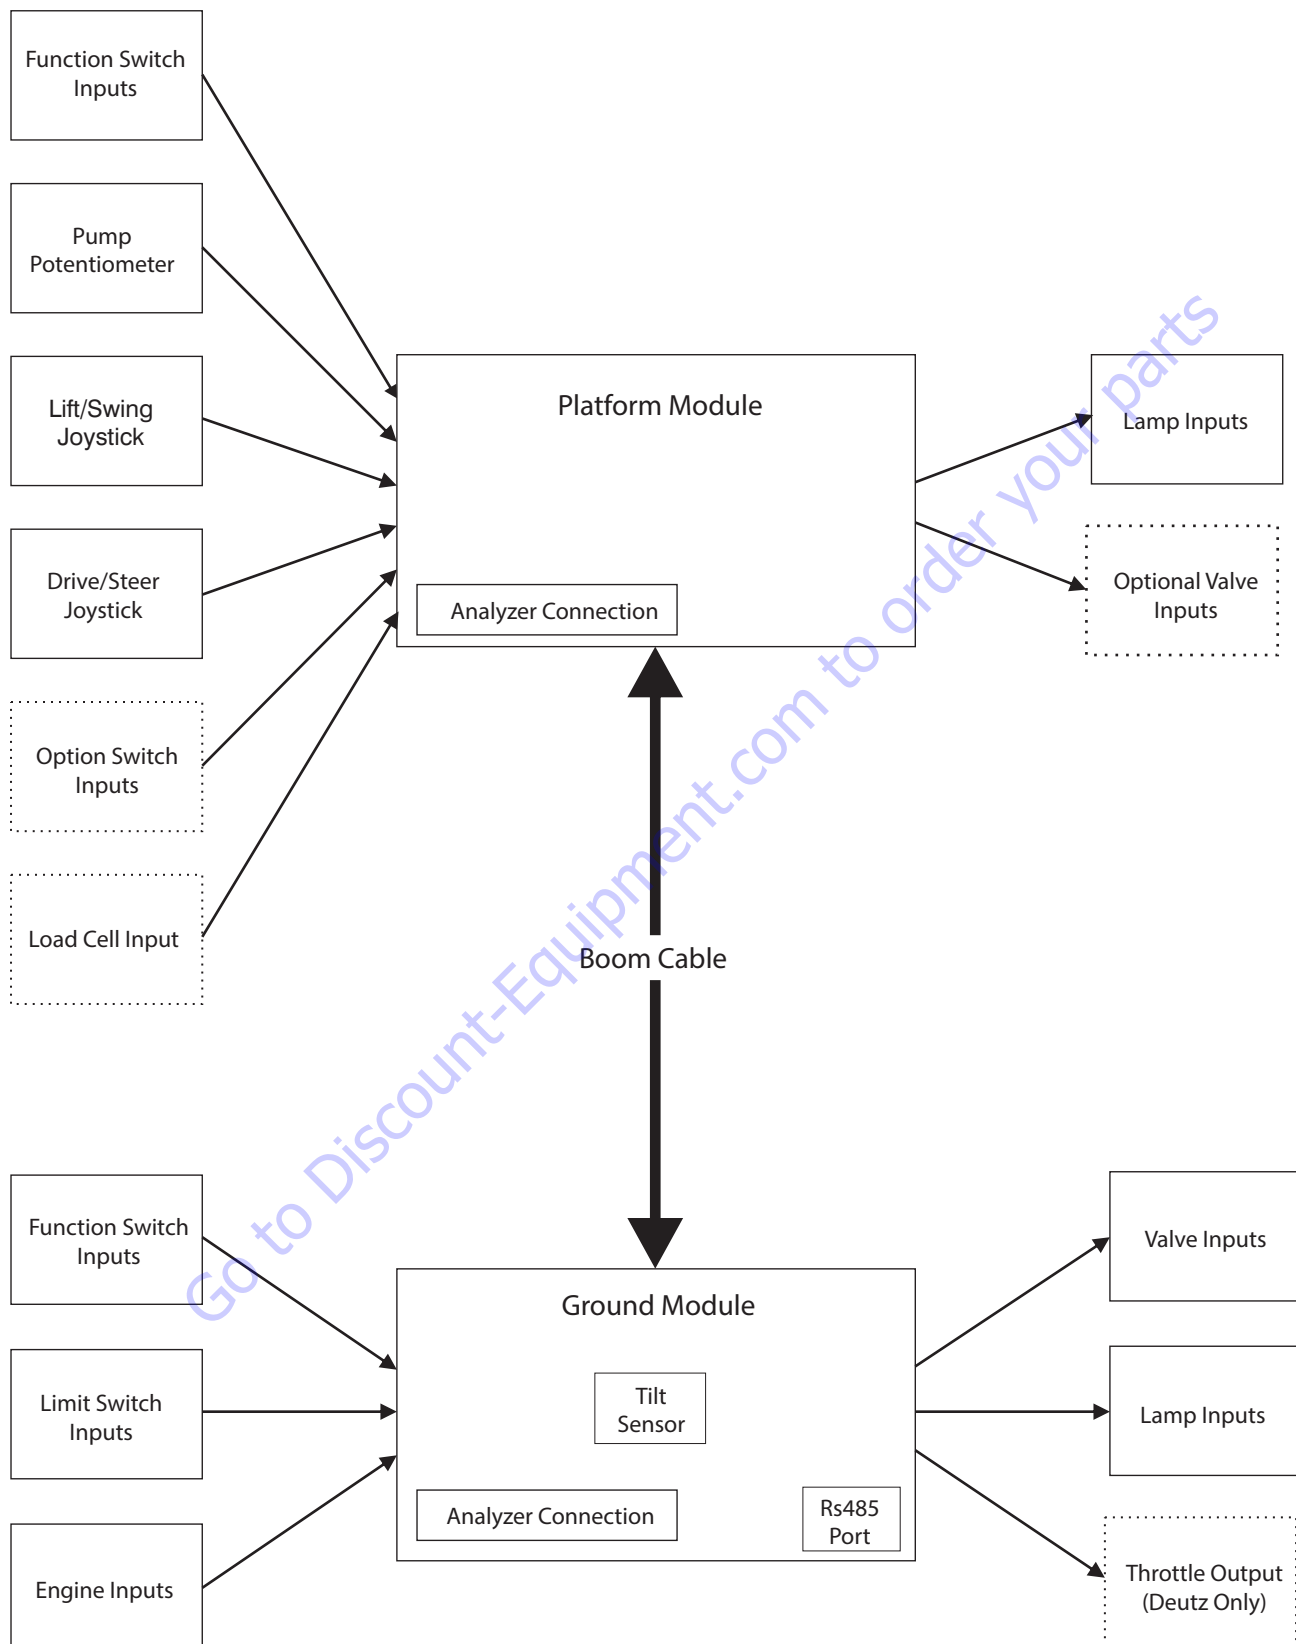 Function Switch
Inputs
Pump
Potentiometer
Lift/Swing
Joystick
Drive/Steer
Joystick
Option Switch
Inputs
Load Cell Input
Platform Module
Analyzer Connection
Lamp Inputs
Optional Valve
Inputs
Boom Cable
Function Switch
Inputs
Limit Switch
Inputs
Engine Inputs
Ground Module
Tilt
Sensor
Analyzer Connection
Rs485
Port
Valve Inputs
Lamp Inputs
Throttle Output
(Deutz Only)
Go to Discount-Equipment.com to order your parts